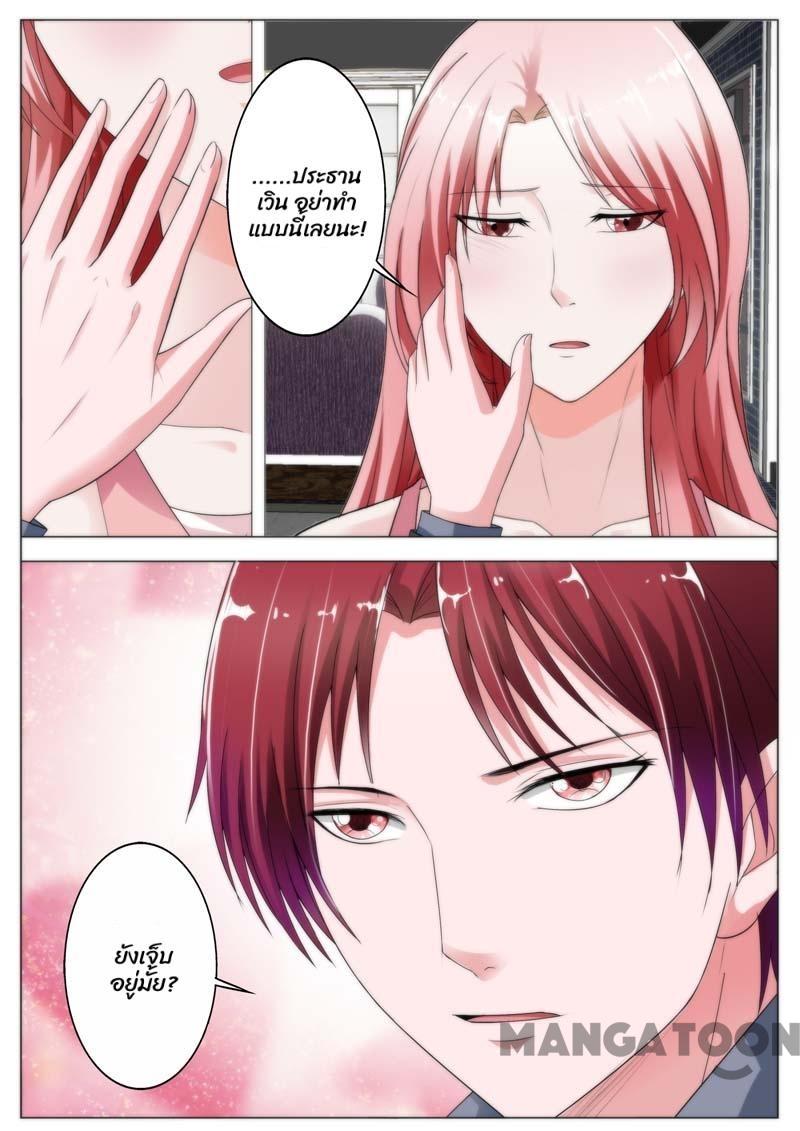 ......ประธาน
เวิน อย่าทำ
แบบนี้เลยนะ!
ยังเจ็บ
อยู่มั้ย?
MANGATOON